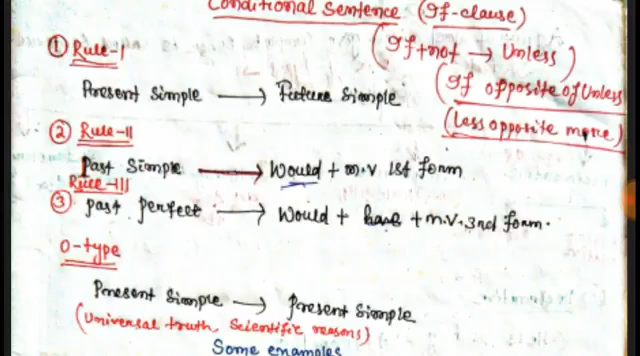 Conditional Sentence (If-clause)
(If+not → Unless)
① Rule-I
Present Simple → Future Simple
If opposite of Unless
(Less opposite more)
② Rule-II
Past Simple → Would + m.v. 1st form
Rule-III
③ past perfect → Would + have + m.v. 3rd form.
0-type
Present Simple → present Simple
(Universal truth, Scientific reasons)
Some examples